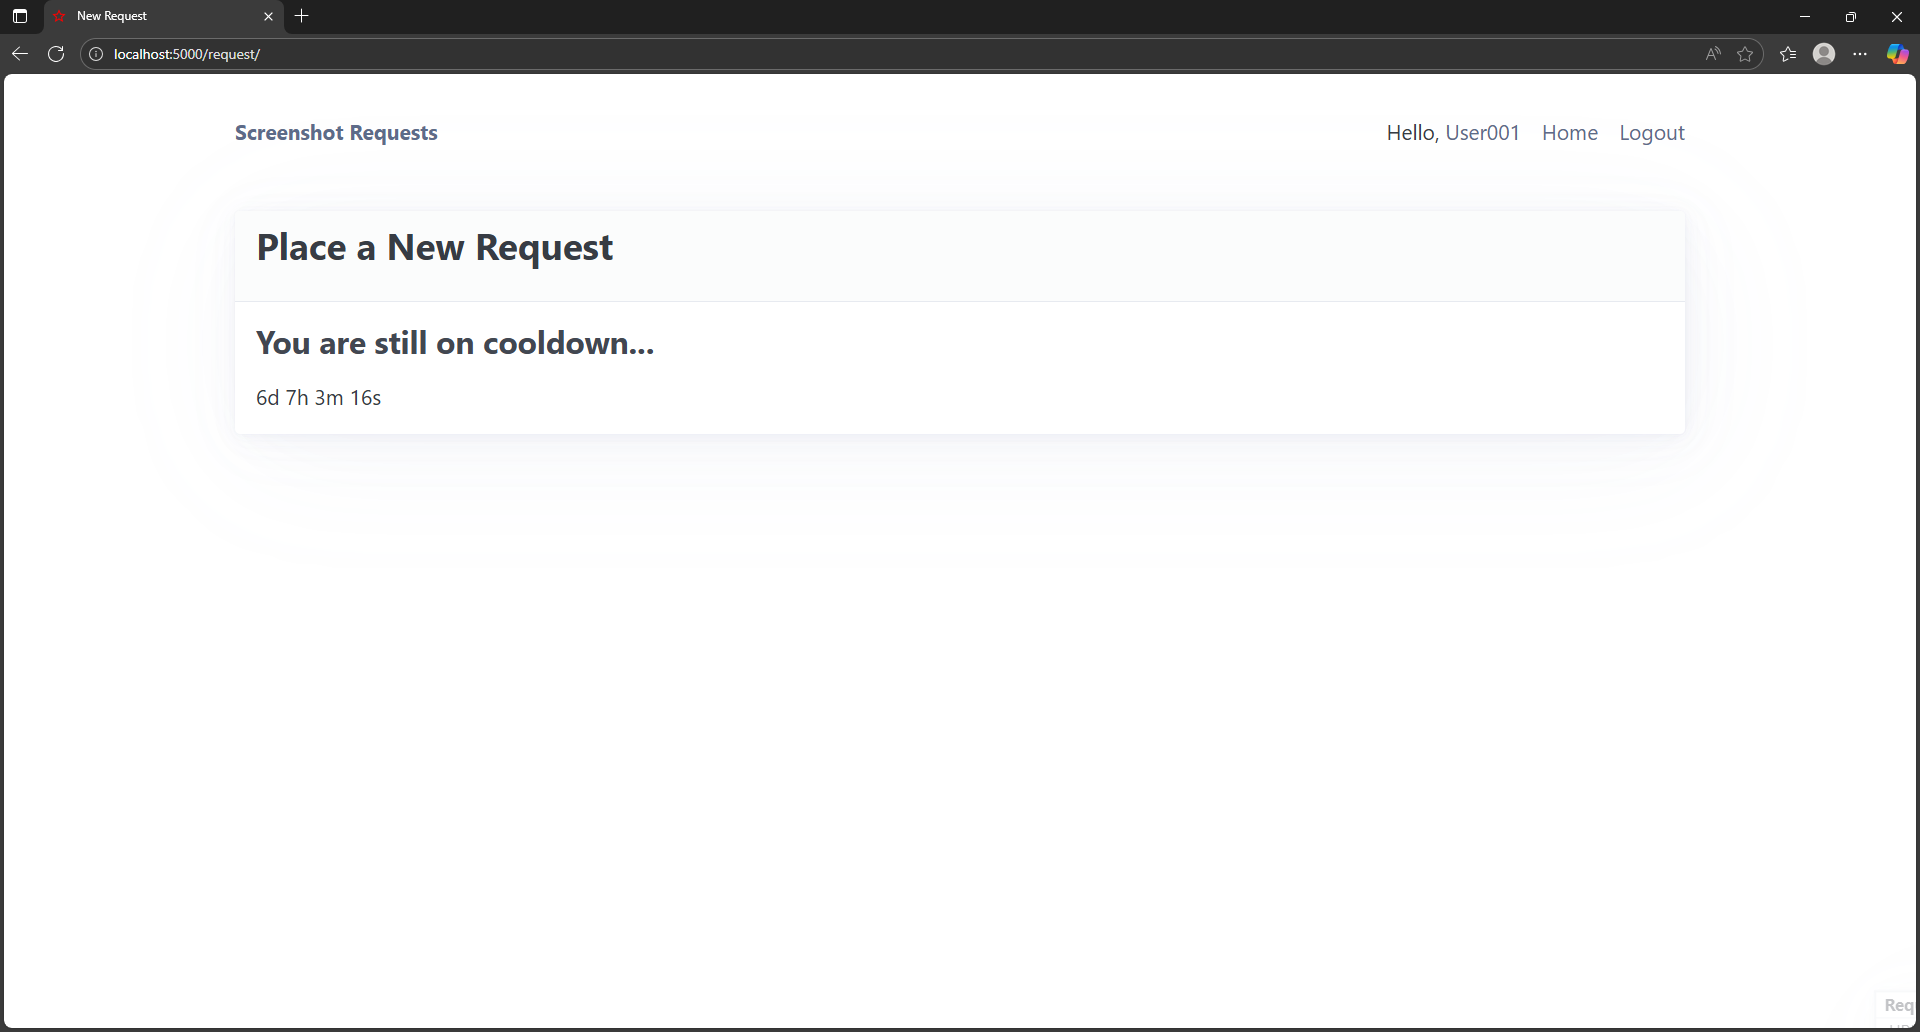 New Request
localhost:5000/request/
Screenshot Requests
Hello, User001 Home Logout
Place a New Request
You are still on cooldown...
6d 7h 3m 16s
Req